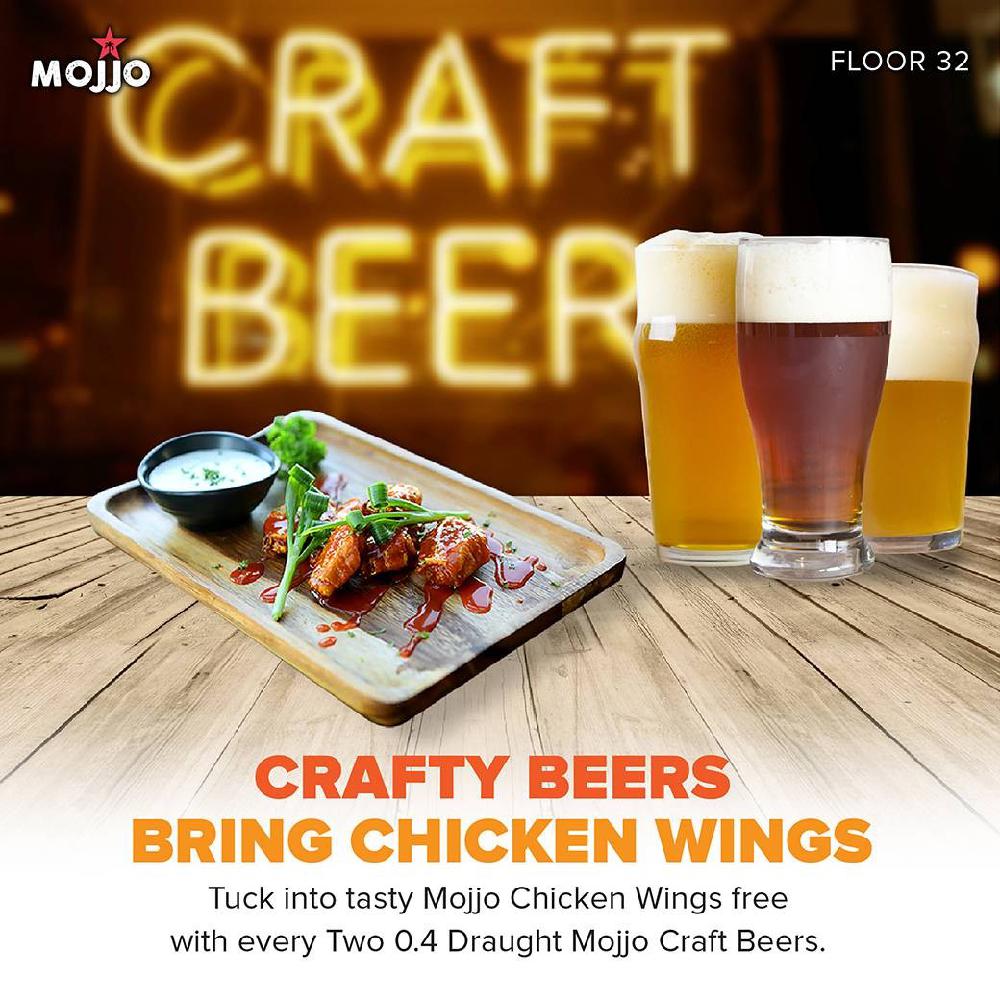 MOJJO
FLOOR 32
CRAFT
BEER
CRAFTY BEERS
BRING CHICKEN WINGS
Tuck into tasty Mojjo Chicken Wings free
with every Two 0.4 Draught Mojjo Craft Beers.